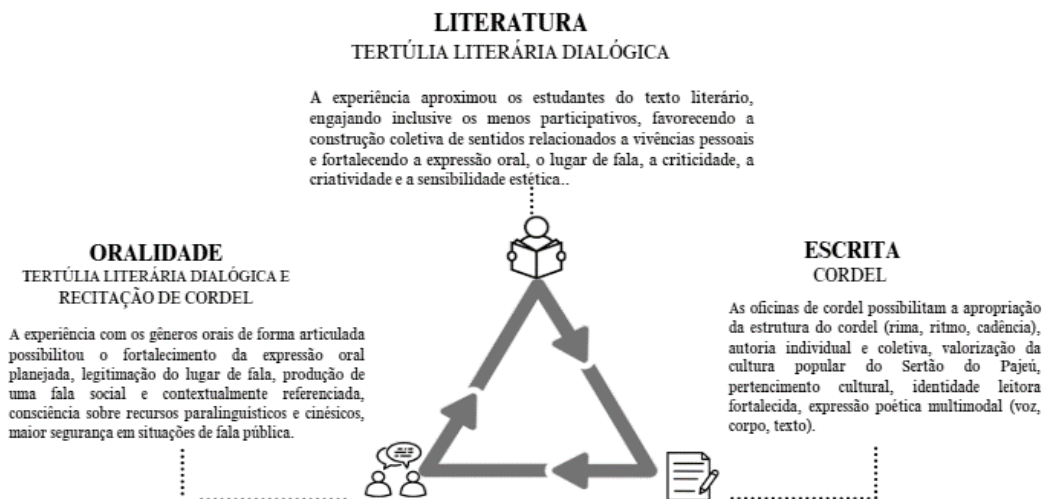 LITERATURA
TERTÚLIA LITERÁRIA DIALÓGICA
A experiência aproximou os estudantes do texto literário,
engajando inclusive os menos participativos, favorecendo a
construção coletiva de sentidos relacionados a vivências pessoais
e fortalecendo a expressão oral, o lugar de fala, a criticidade, a
criatividade e a sensibilidade estética..
ORALIDADE
TERTÚLIA LITERÁRIA DIALÓGICA E
RECITAÇÃO DE CORDEL
A experiência com os gêneros orais de forma articulada
possibilitou o fortalecimento da expressão oral
planejada, legitimação do lugar de fala, produção de
uma fala social e contextualmente referenciada,
consciência sobre recursos paralinguisticos e cinésicos,
maior segurança em situações de fala pública.
ESCRITA
CORDEL
As oficinas de cordel possibilitam a apropriação
da estrutura do cordel (rima, ritmo, cadência),
autoria individual e coletiva, valorização da
cultura popular do Sertão do Pajeú,
pertencimento cultural, identidade leitora
fortalecida, expressão poética multimodal (voz,
corpo, texto).